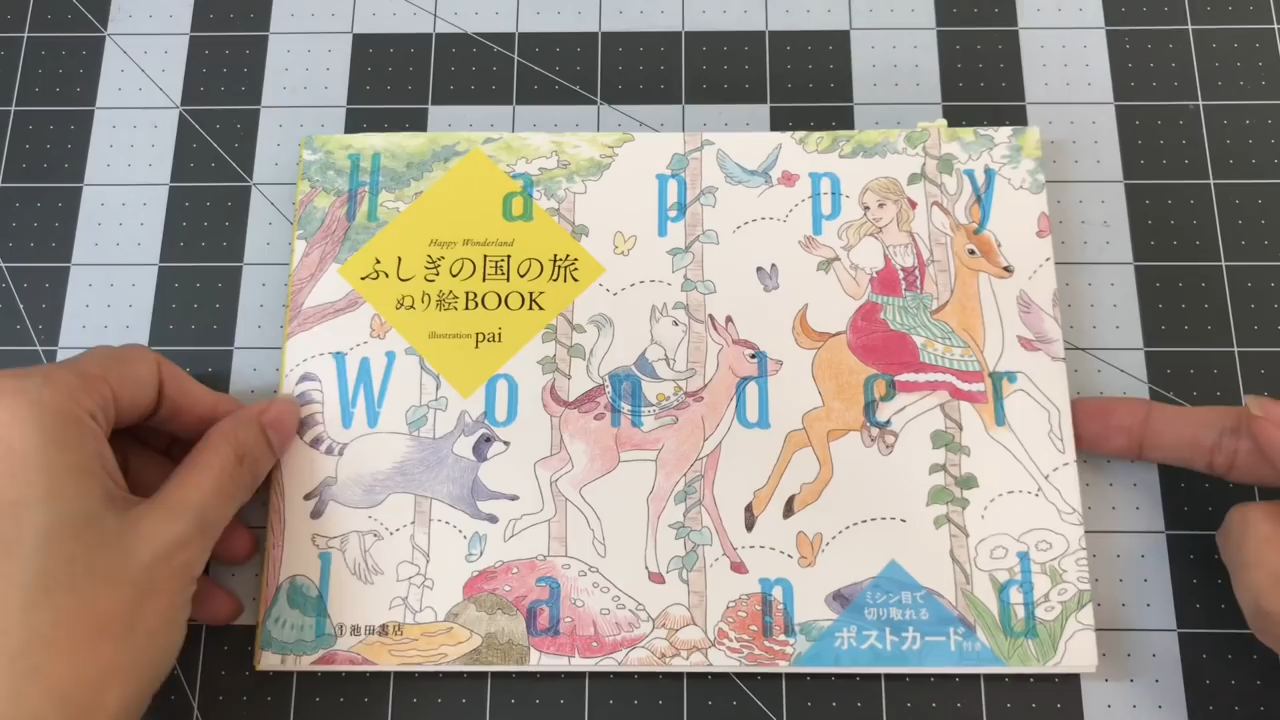 Happy
Happy Wonderland
ふしぎの国の旅
ぬり絵BOOK
illustration pai
Wonder
land
池田書店
ミシン目で
切り取れる
ポストカード付き